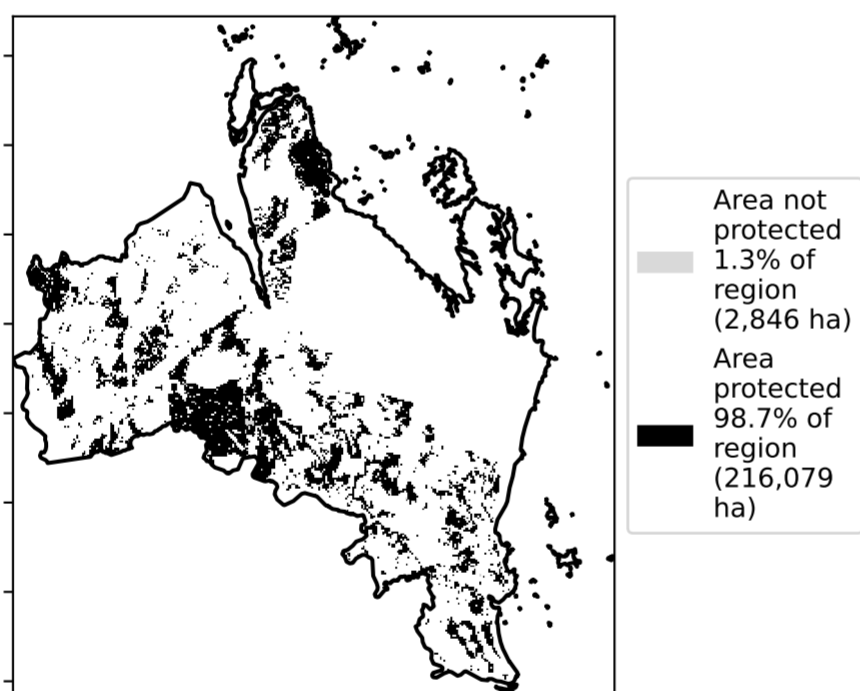 Area not
protected
1.3% of
region
(2,846 ha)
Area
protected
98.7% of
region
(216,079
ha)